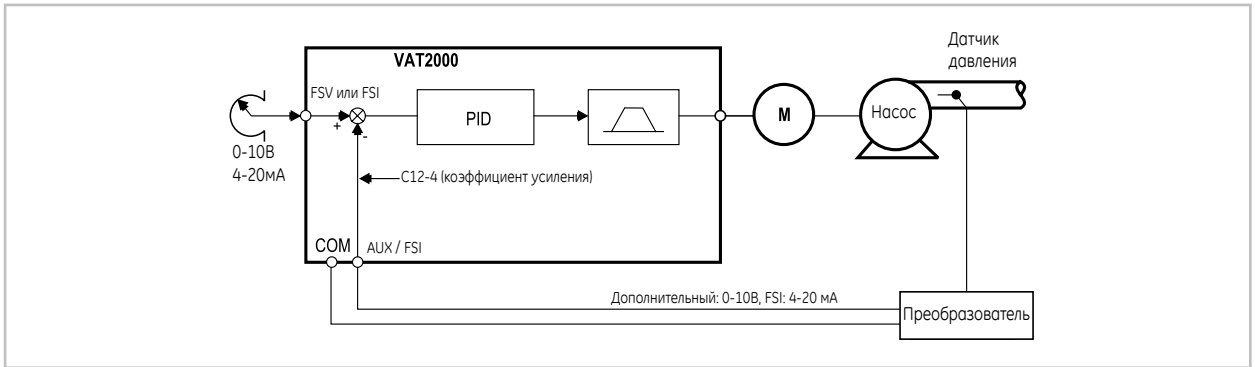 Датчик
давления
VAT2000
FSV или FSI
PID
M
Насос
+
-
0-10В
4-20мА
C12-4 (коэффициент усиления)
COM
AUX / FSI
Дополнительный: 0-10В, FSI: 4-20 мА
Преобразователь